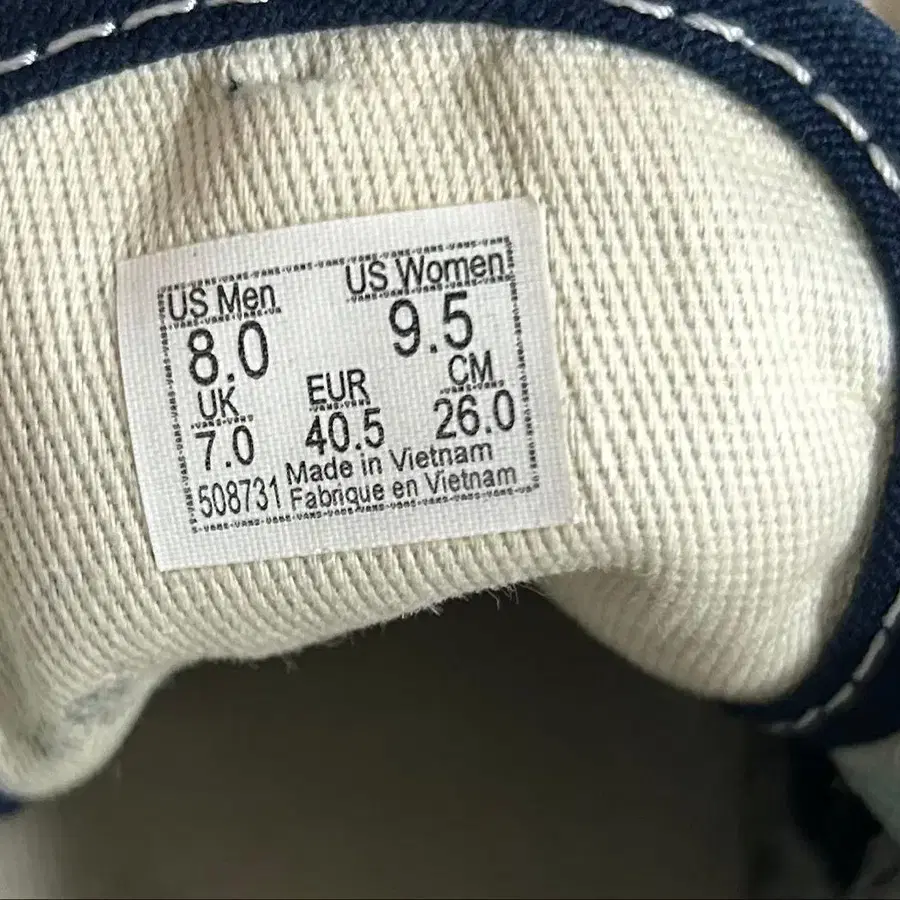 US Men US Women
8.0 9.5
UK EUR CM
7.0 40.5 26.0
508731 Made in Vietnam
Fabrique en Vietnam